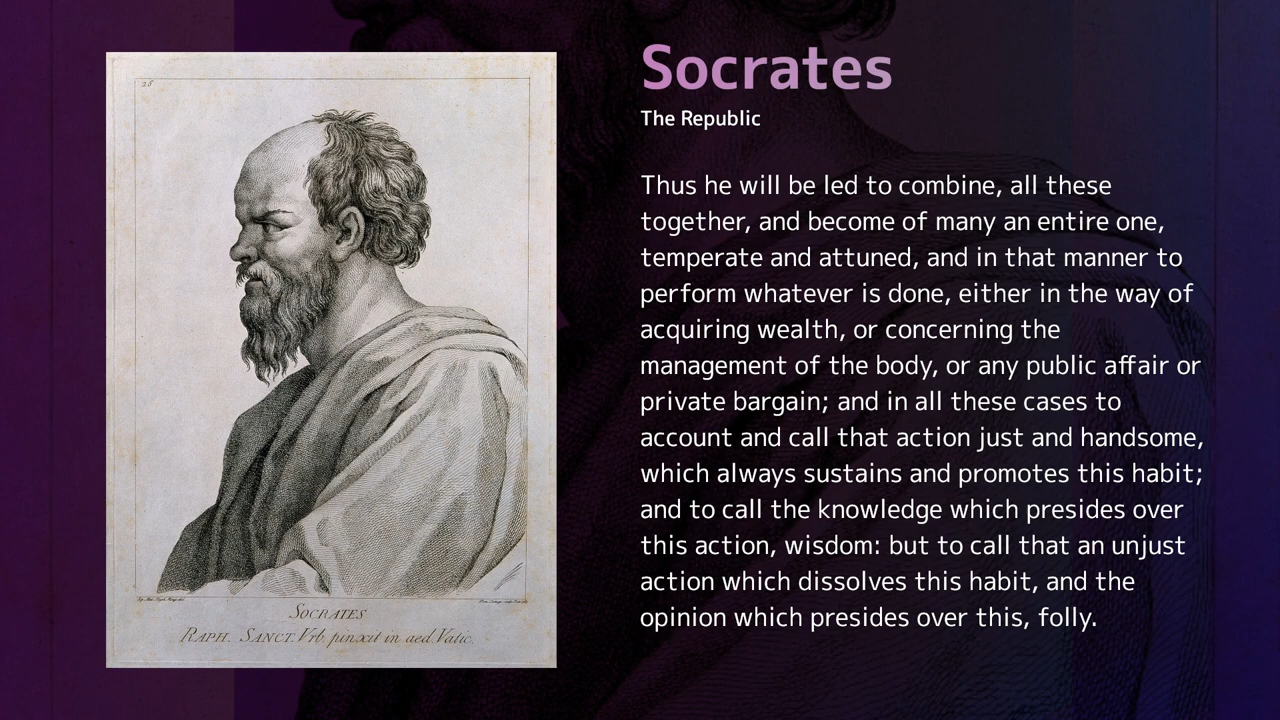 Socrates
The Republic
Thus he will be led to combine, all these
together, and become of many an entire one,
temperate and attuned, and in that manner to
perform whatever is done, either in the way of
acquiring wealth, or concerning the
management of the body, or any public affair or
private bargain; and in all these cases to
account and call that action just and handsome,
which always sustains and promotes this habit;
and to call the knowledge which presides over
this action, wisdom: but to call that an unjust
action which dissolves this habit, and the
opinion which presides over this, folly.
28
SOCRATES
RAPH. SANCT. Vrb. pinxit in aed. Vatic.